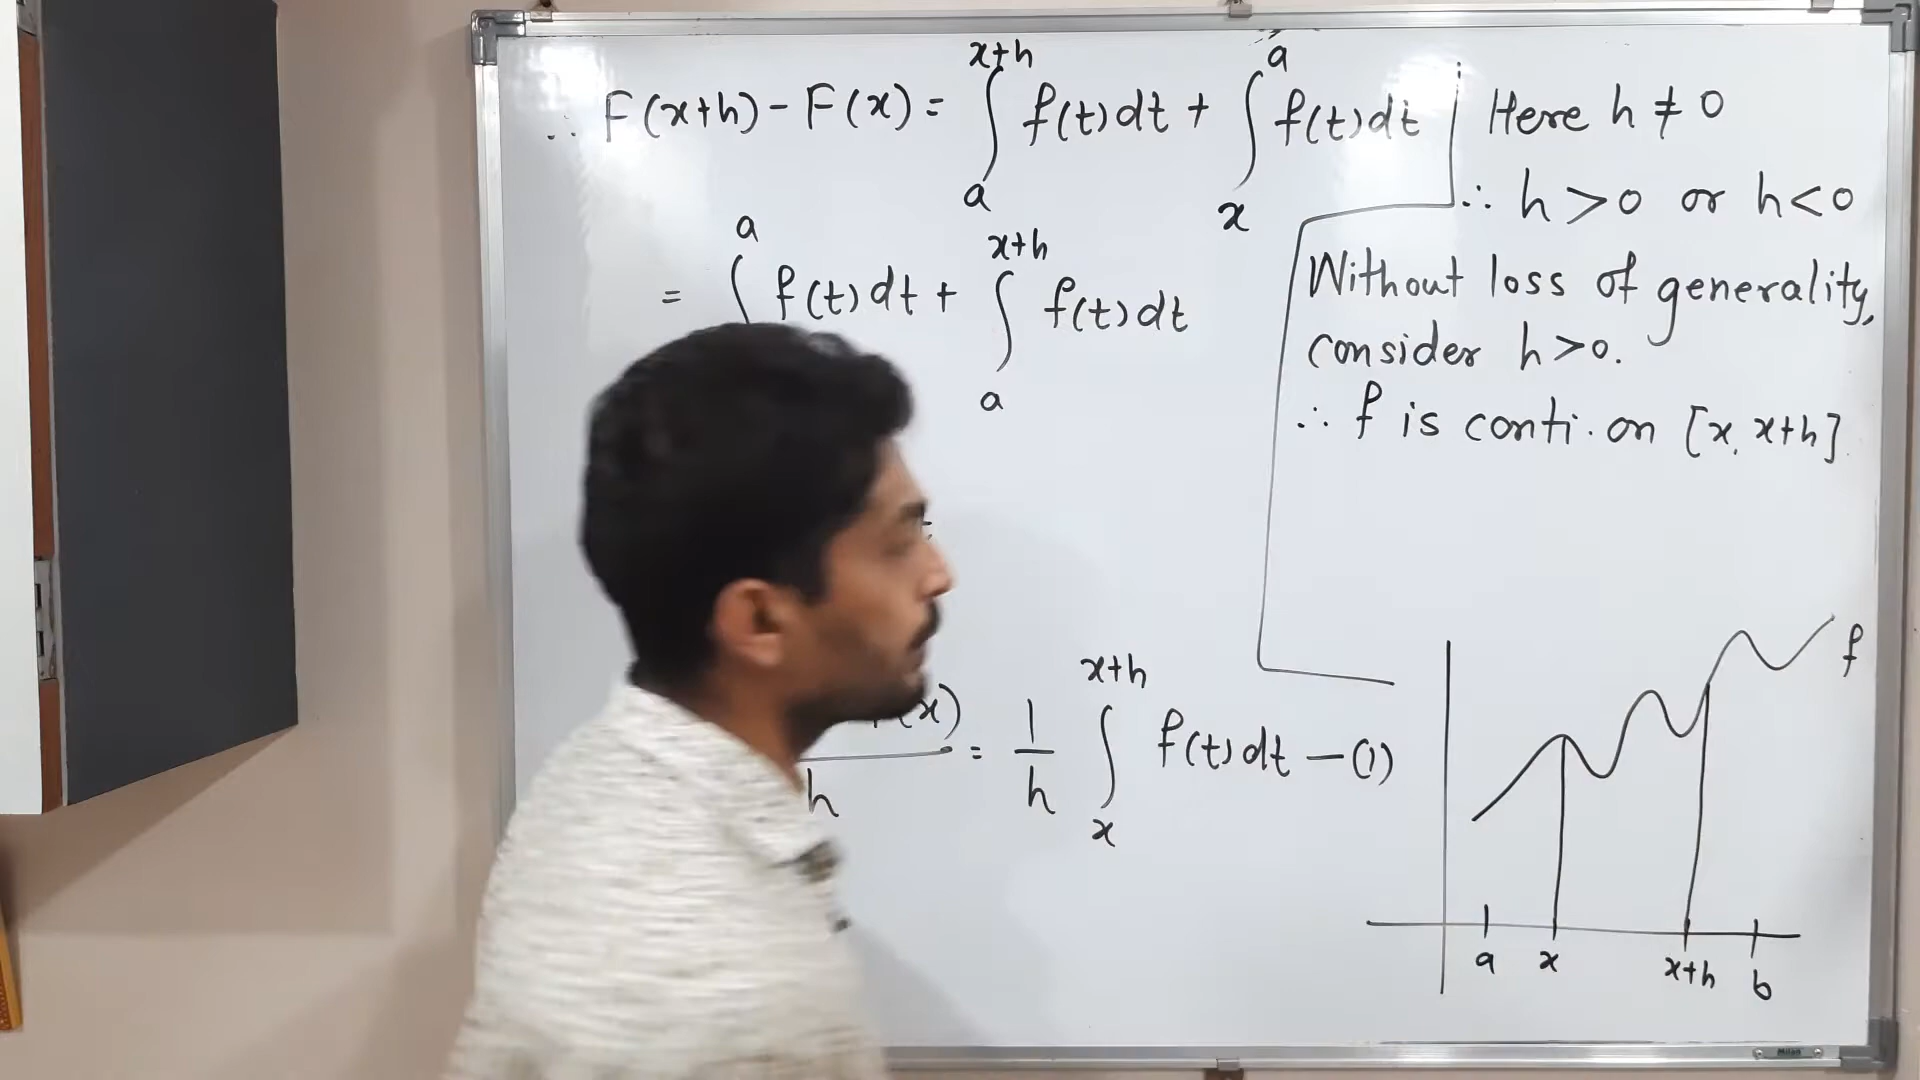 ∴ F(x+h) - F(x) = ∫_a^{x+h} f(t)dt + ∫_x^a f(t)dt
= ∫^a f(t)dt + ∫_a^{x+h} f(t)dt
(x)/h = 1/h ∫_x^{x+h} f(t)dt — (1)
Here h ≠ 0
∴ h > 0 or h < 0
Without loss of generality,
consider h > 0.
∴ f is conti. on [x, x+h]
f
a x x+h b